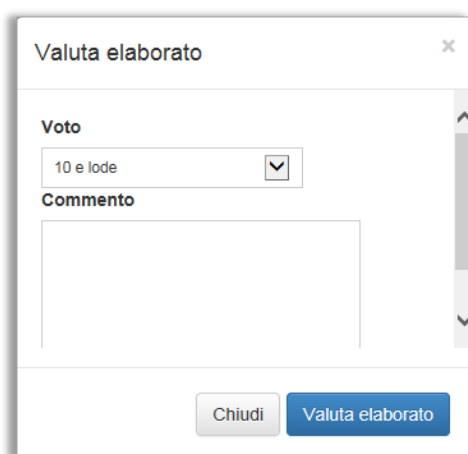 Valuta elaborato ×
Voto
10 e lode
Commento
Chiudi Valuta elaborato